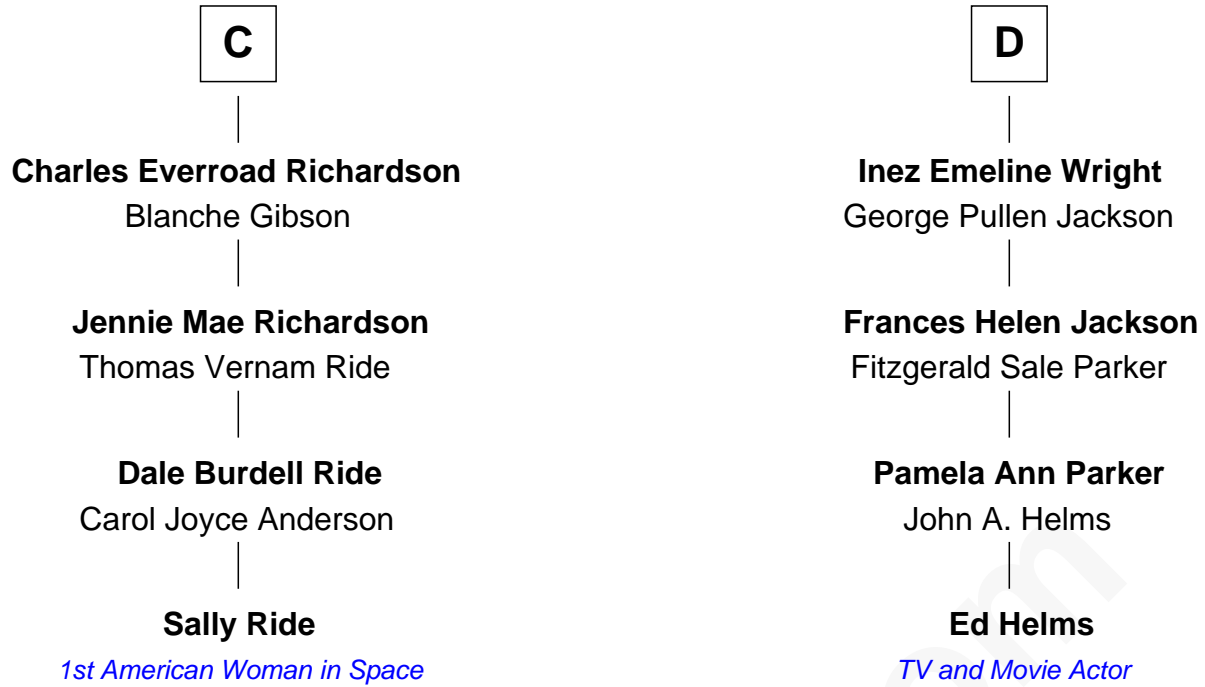 C
Charles Everroad Richardson
Blanche Gibson
Jennie Mae Richardson
Thomas Vernam Ride
Dale Burdell Ride
Carol Joyce Anderson
Sally Ride
1st American Woman in Space
D
Inez Emeline Wright
George Pullen Jackson
Frances Helen Jackson
Fitzgerald Sale Parker
Pamela Ann Parker
John A. Helms
Ed Helms
TV and Movie Actor